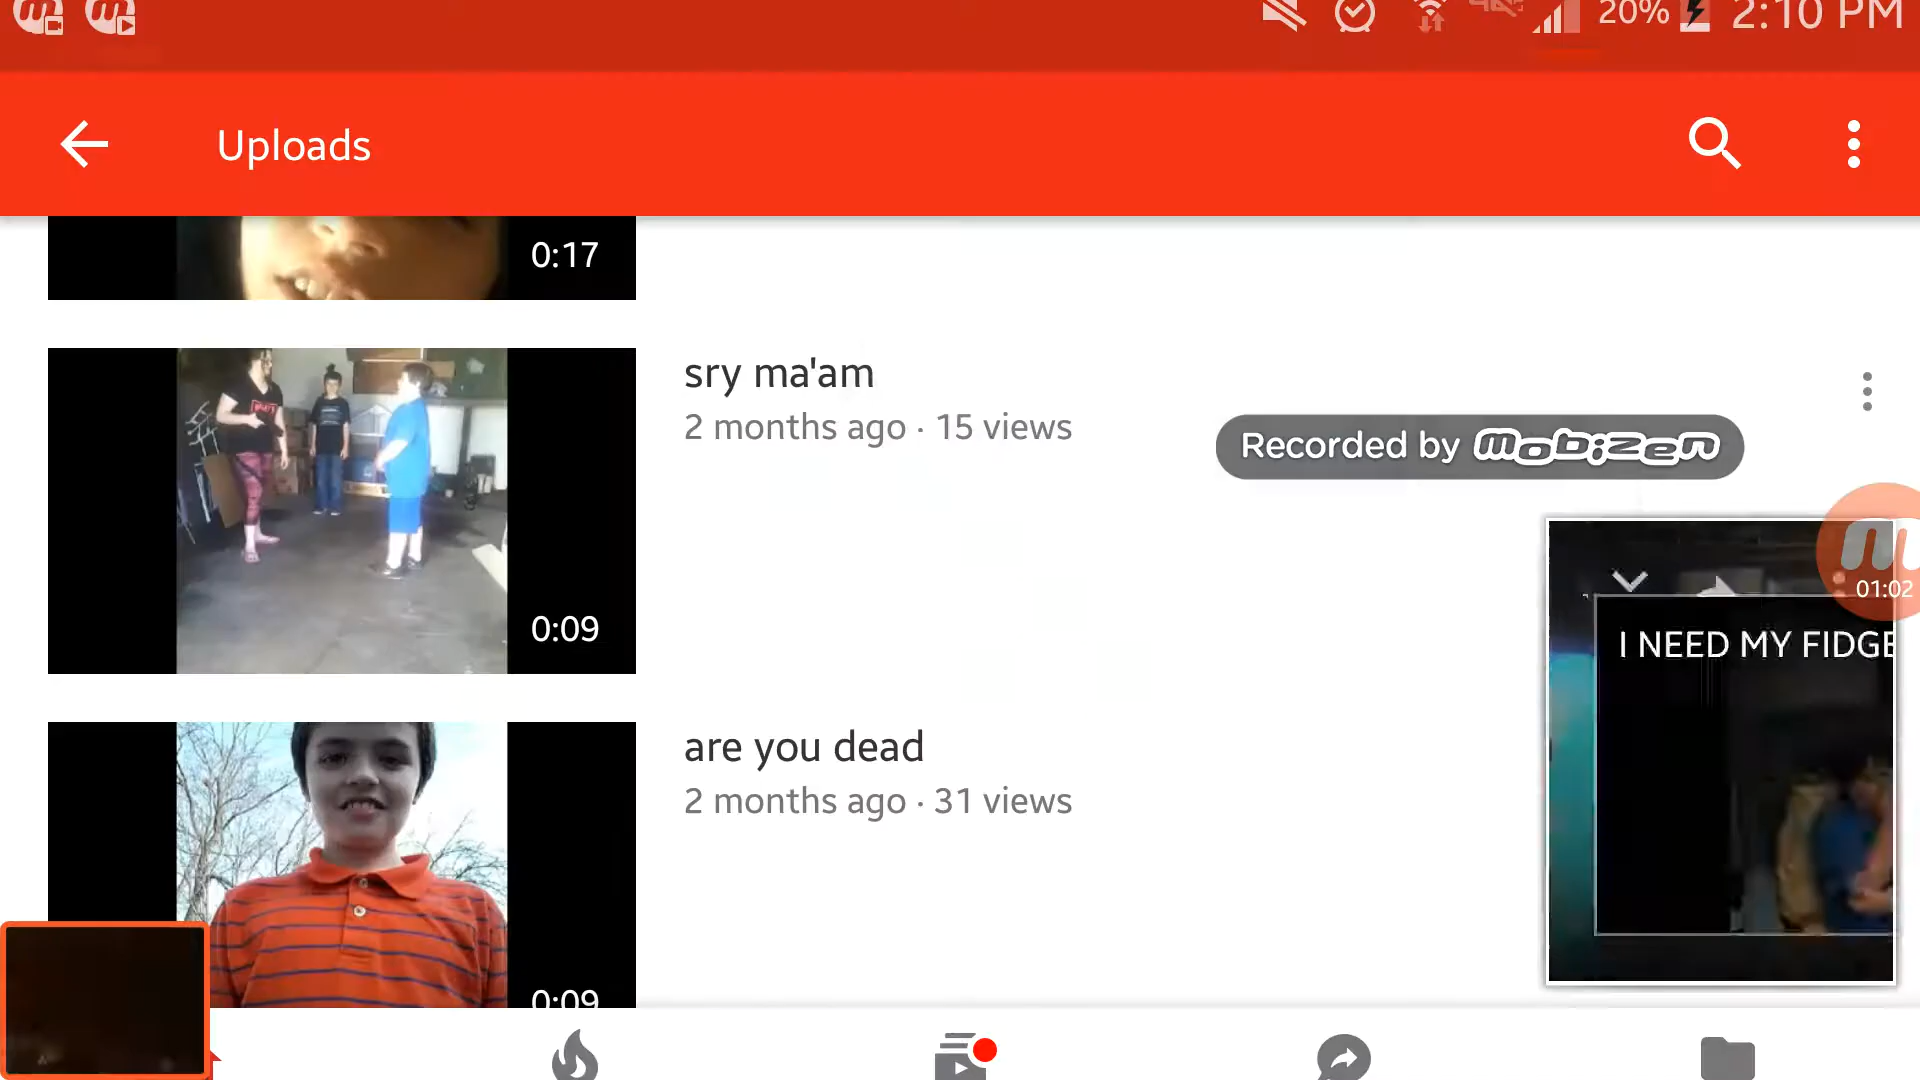 20% 2:10 PM
Uploads
0:17
sry ma'am
2 months ago · 15 views
Recorded by mobizen
01:02
I NEED MY FIDGE
0:09
are you dead
2 months ago · 31 views
0:09